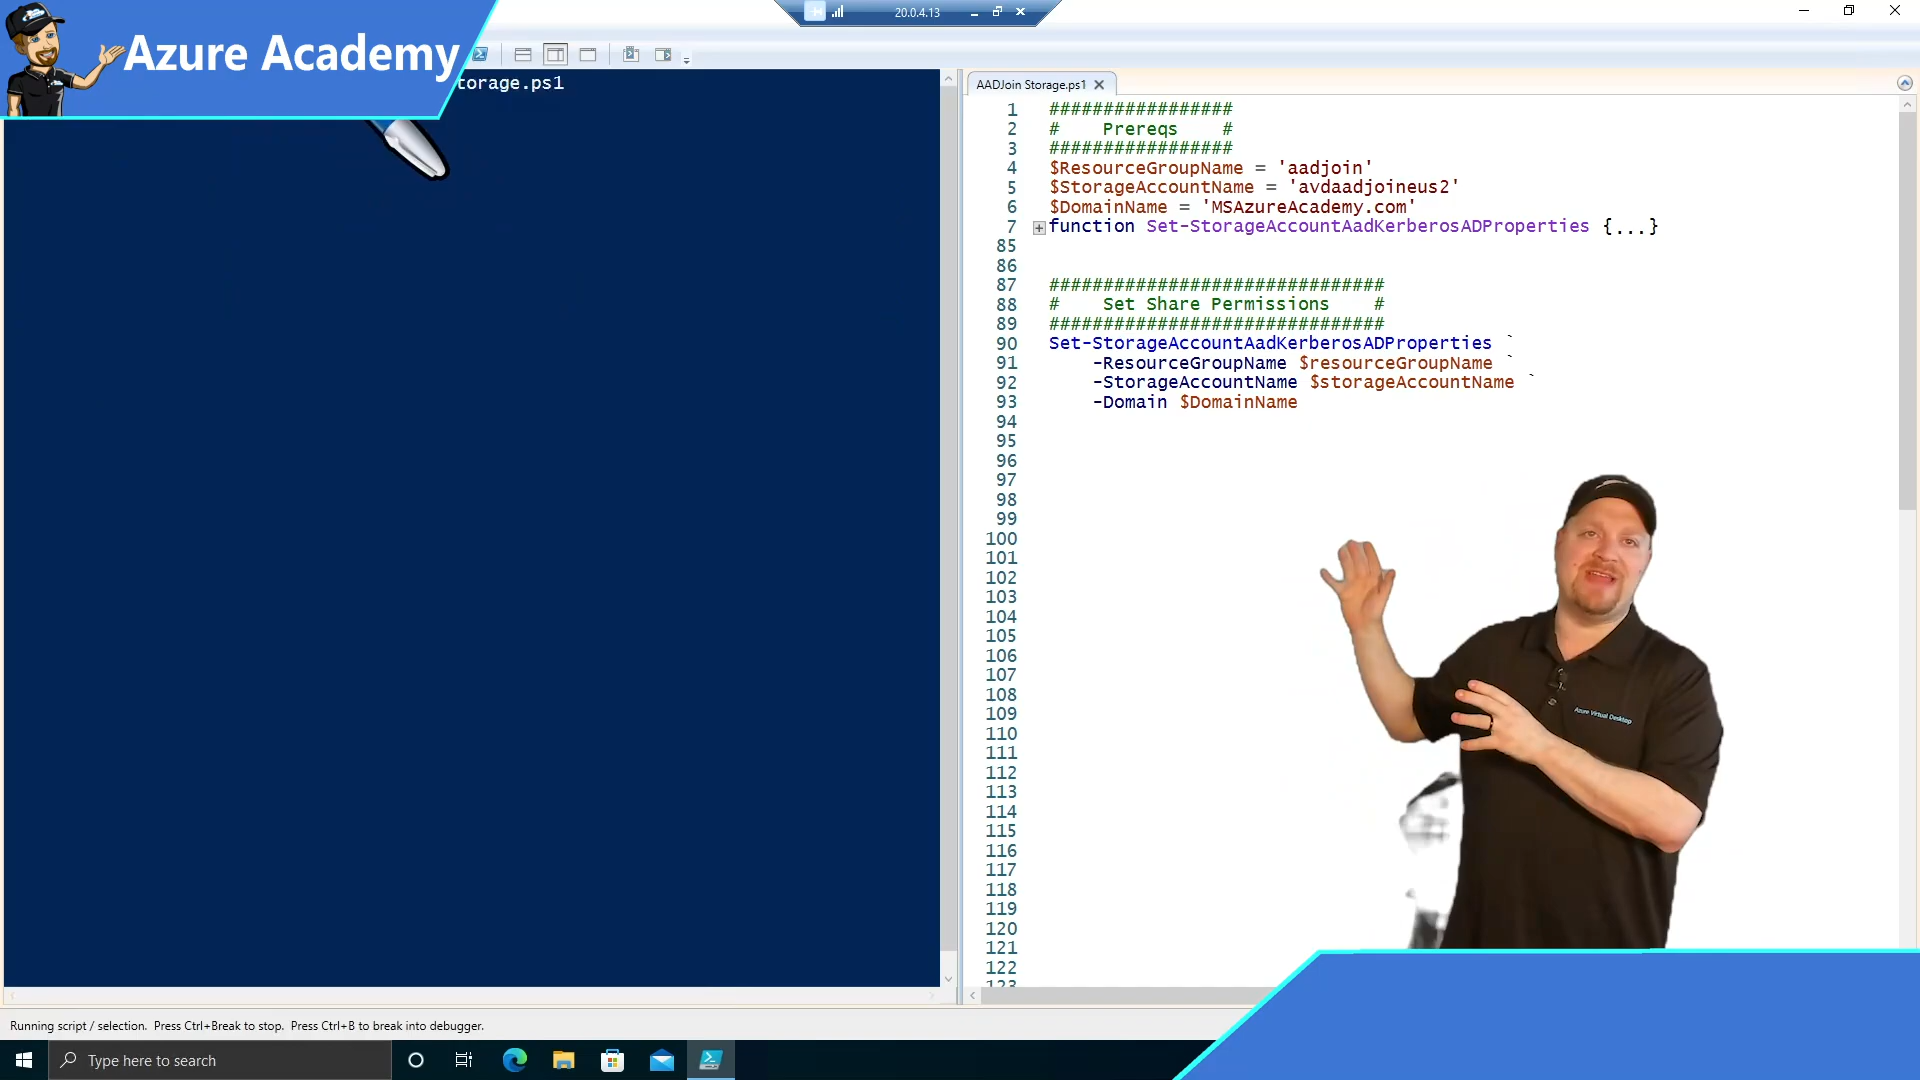 20.0.4.13
Azure Academy
torage.ps1
AADJoin Storage.ps1
1 #################
2 #    Prereqs    #
3 #################
4 $ResourceGroupName = 'aadjoin'
5 $StorageAccountName = 'avdaadjoineus2'
6 $DomainName = 'MSAzureAcademy.com'
7 function Set-StorageAccountAadKerberosADProperties {...}
85
86
87 ###############################
88 #    Set Share Permissions    #
89 ###############################
90 Set-StorageAccountAadKerberosADProperties `
91 -ResourceGroupName $resourceGroupName `
92 -StorageAccountName $storageAccountName `
93 -Domain $DomainName
94
95
96
97
98
99
100
101
102
103
104
105
106
107
108
109
110
111
112
113
114
115
116
117
118
119
120
121
122
123
Azure Virtual Desktop
Running script / selection. Press Ctrl+Break to stop. Press Ctrl+B to break into debugger.
Type here to search